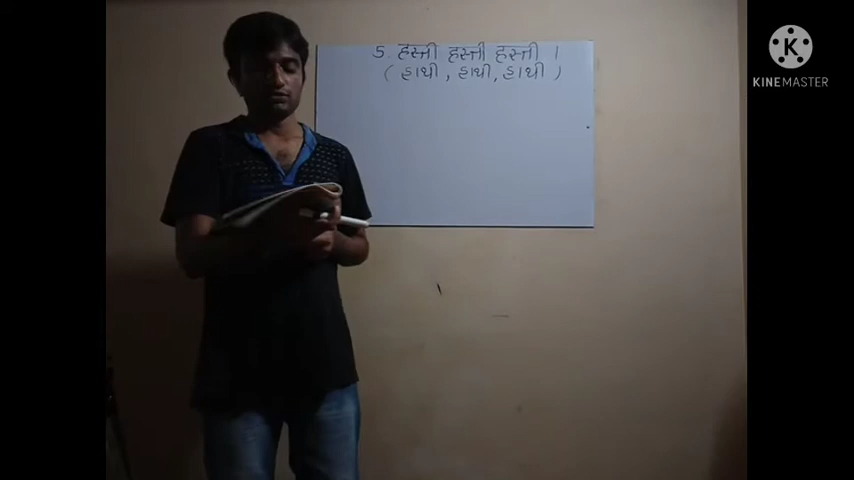 5. हस्ती हस्ती हस्ती ।
( હાથી , હાથી, હાથી )
KINEMASTER